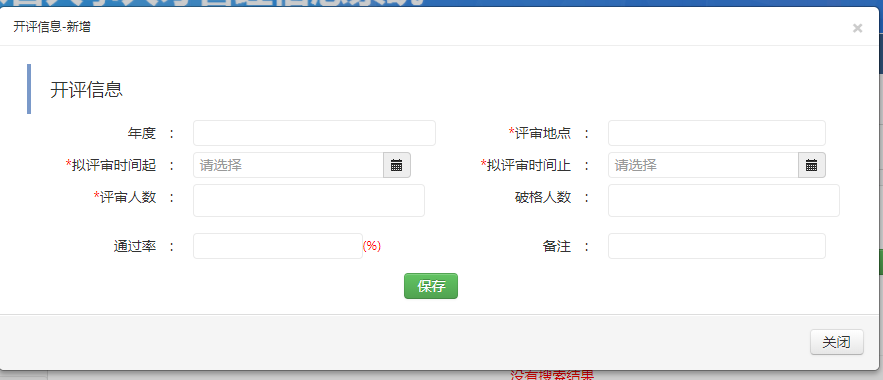 开评信息-新增
×
开评信息
年度 ：
*评审地点 ：
*拟评审时间起 ： 请选择
*拟评审时间止 ： 请选择
*评审人数 ：
破格人数 ：
通过率 ： (%)
备注 ：
保存
关闭
没有搜索结果